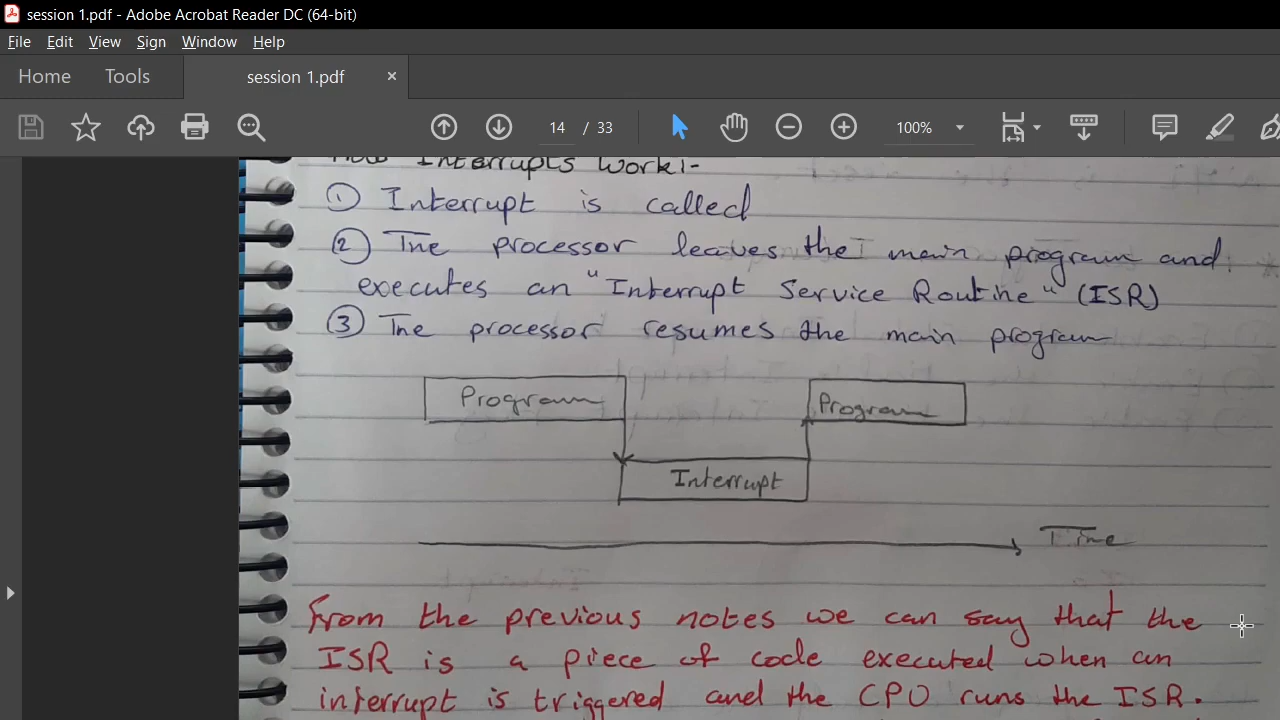 session 1.pdf - Adobe Acrobat Reader DC (64-bit)
File Edit View Sign Window Help
Home Tools session 1.pdf ×
14 / 33 100%
How Interrupts Work:-
① Interrupt is called
② The processor leaves the main program and
executes an "Interrupt Service Routine" (ISR)
③ The processor resumes the main program
Program Program
Interrupt
Time
From the previous notes we can say that the
ISR is a piece of code executed when an
interrupt is triggered and the CPU runs the ISR.